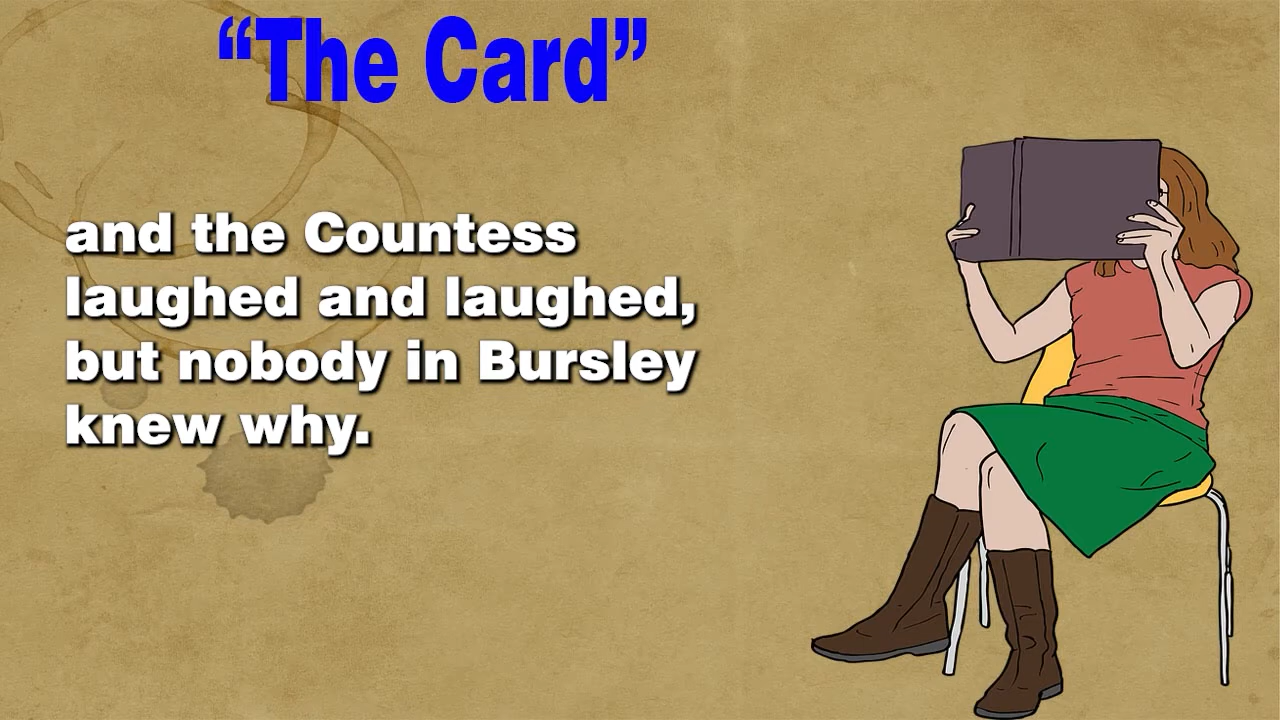 “The Card”
and the Countess
laughed and laughed,
but nobody in Bursley
knew why.